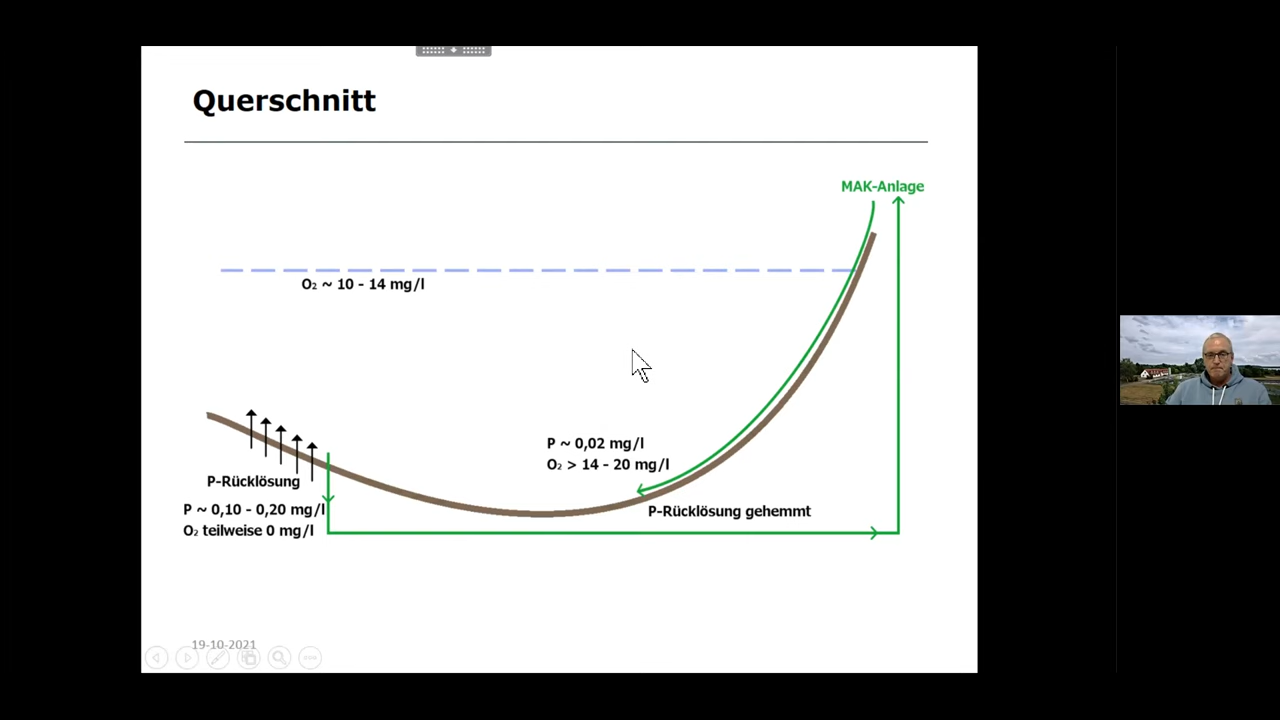 Querschnitt
MAK-Anlage
O₂ ~ 10 - 14 mg/l
P ~ 0,02 mg/l
O₂ > 14 - 20 mg/l
P-Rücklösung
P ~ 0,10 - 0,20 mg/l
O₂ teilweise 0 mg/l
P-Rücklösung gehemmt
19-10-2021